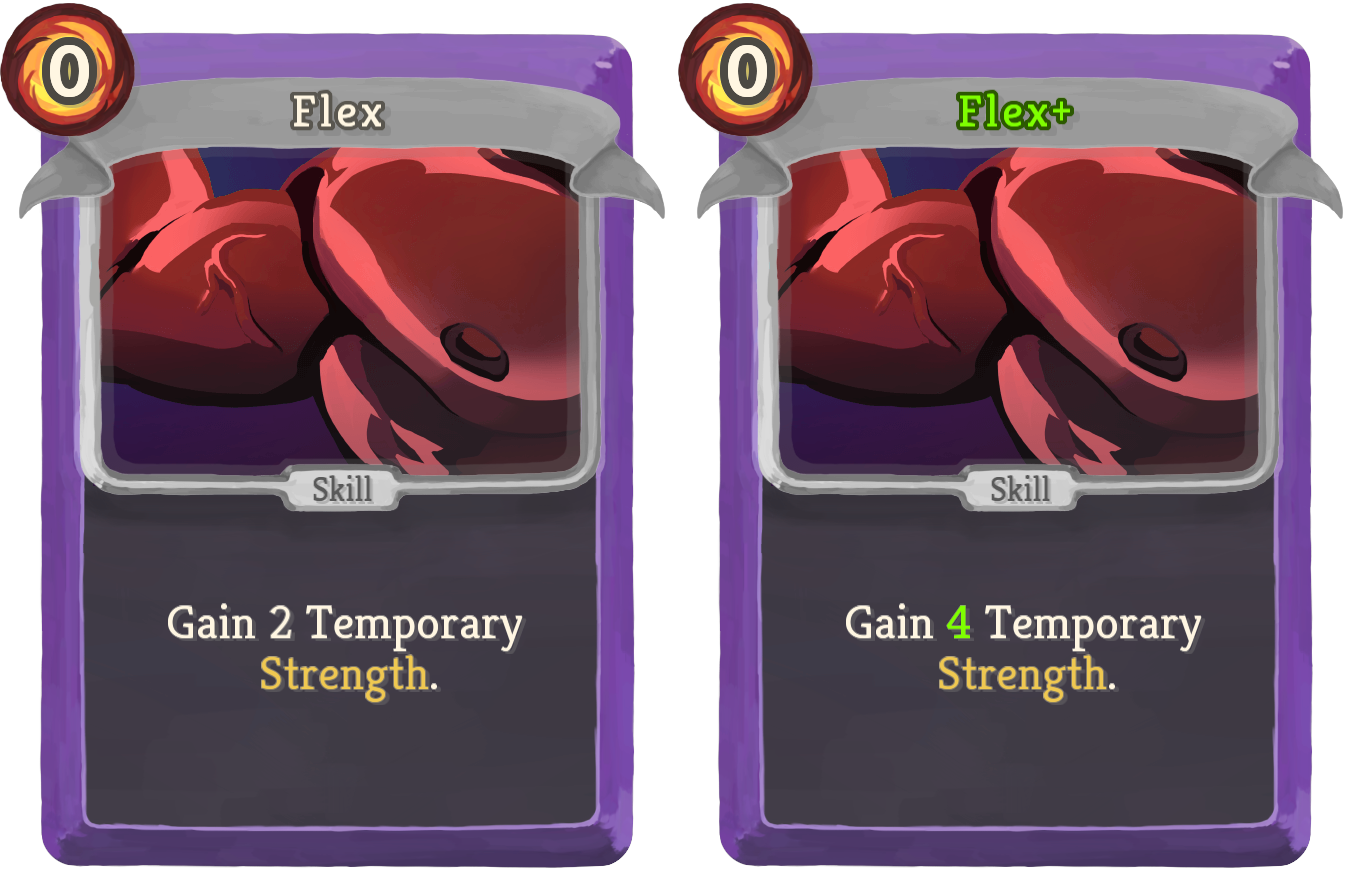 0
Flex
Skill
Gain 2 Temporary
Strength.
0
Flex+
Skill
Gain 4 Temporary
Strength.